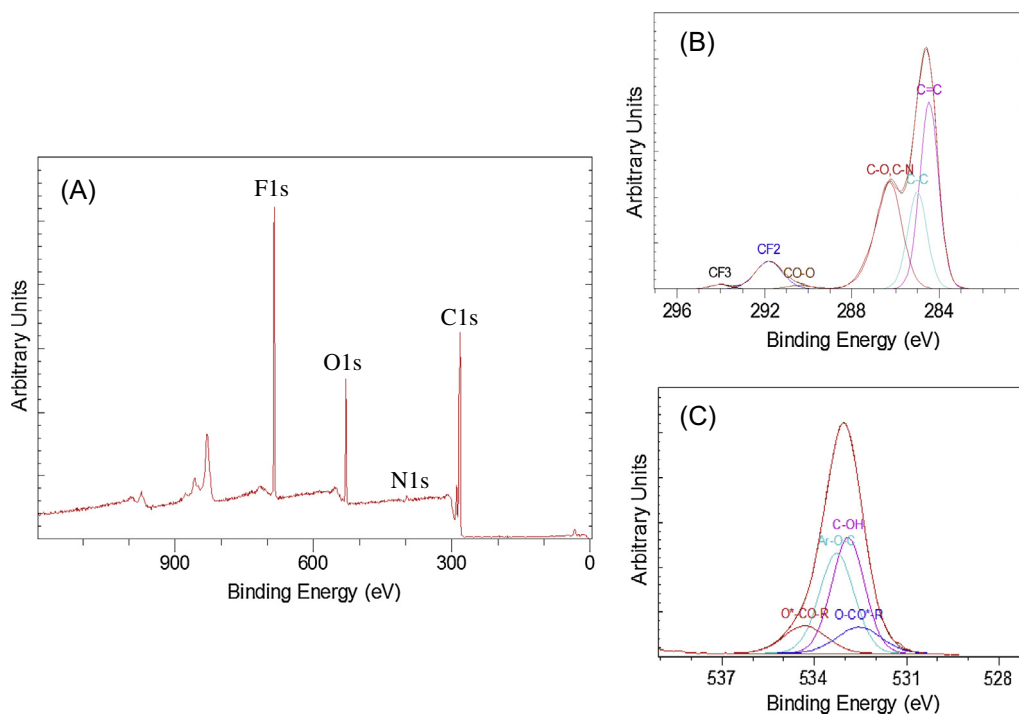 (A)
F1s
C1s
O1s
N1s
Arbitrary Units
900
600
300
0
Binding Energy (eV)
(B)
C=C
C-O,C-N
C-C
CF2
CF3
CO-O
Arbitrary Units
296
292
288
284
Binding Energy (eV)
(C)
C-OH
Ar-O-C
O*-CO-R
O-CO*-R
Arbitrary Units
537
534
531
528
Binding Energy (eV)